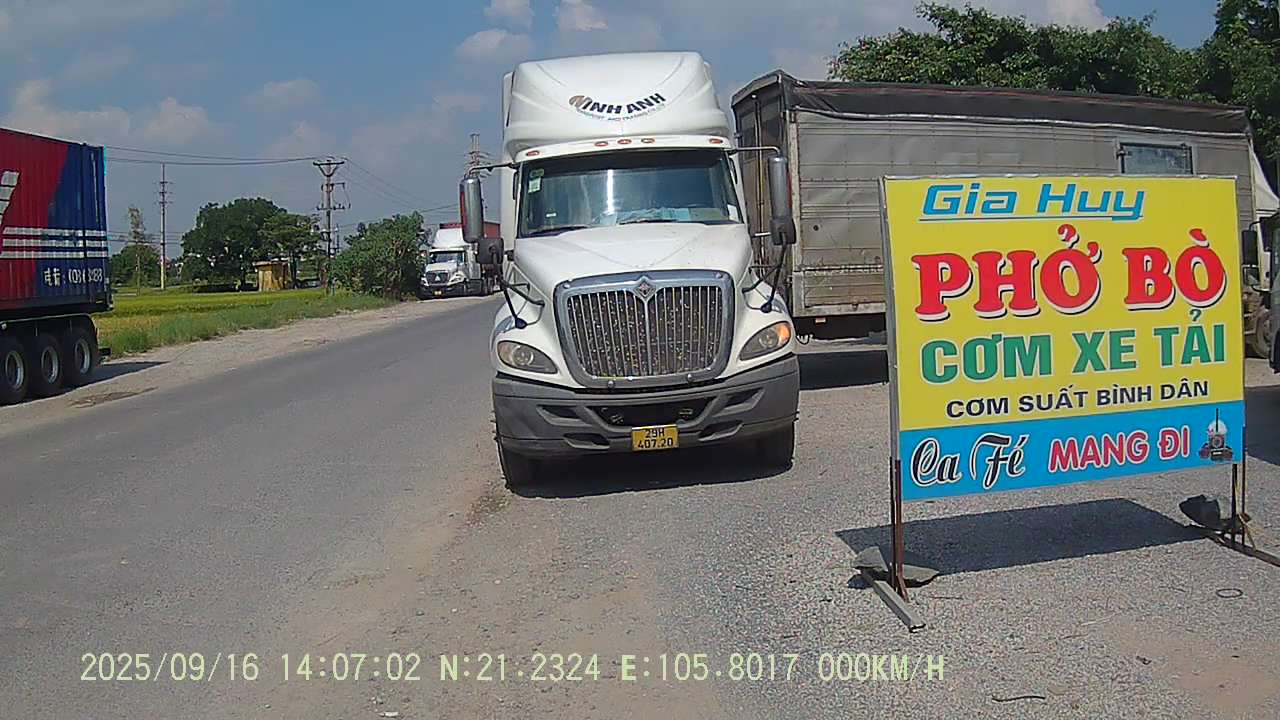 VINH ANH
Gia Huy
PHỞ BÒ
CƠM XE TẢI
CƠM SUẤT BÌNH DÂN
Ca Fé MANG ĐI
29H
407.20
2025/09/16 14:07:02 N:21.2324 E:105.8017 000KM/H